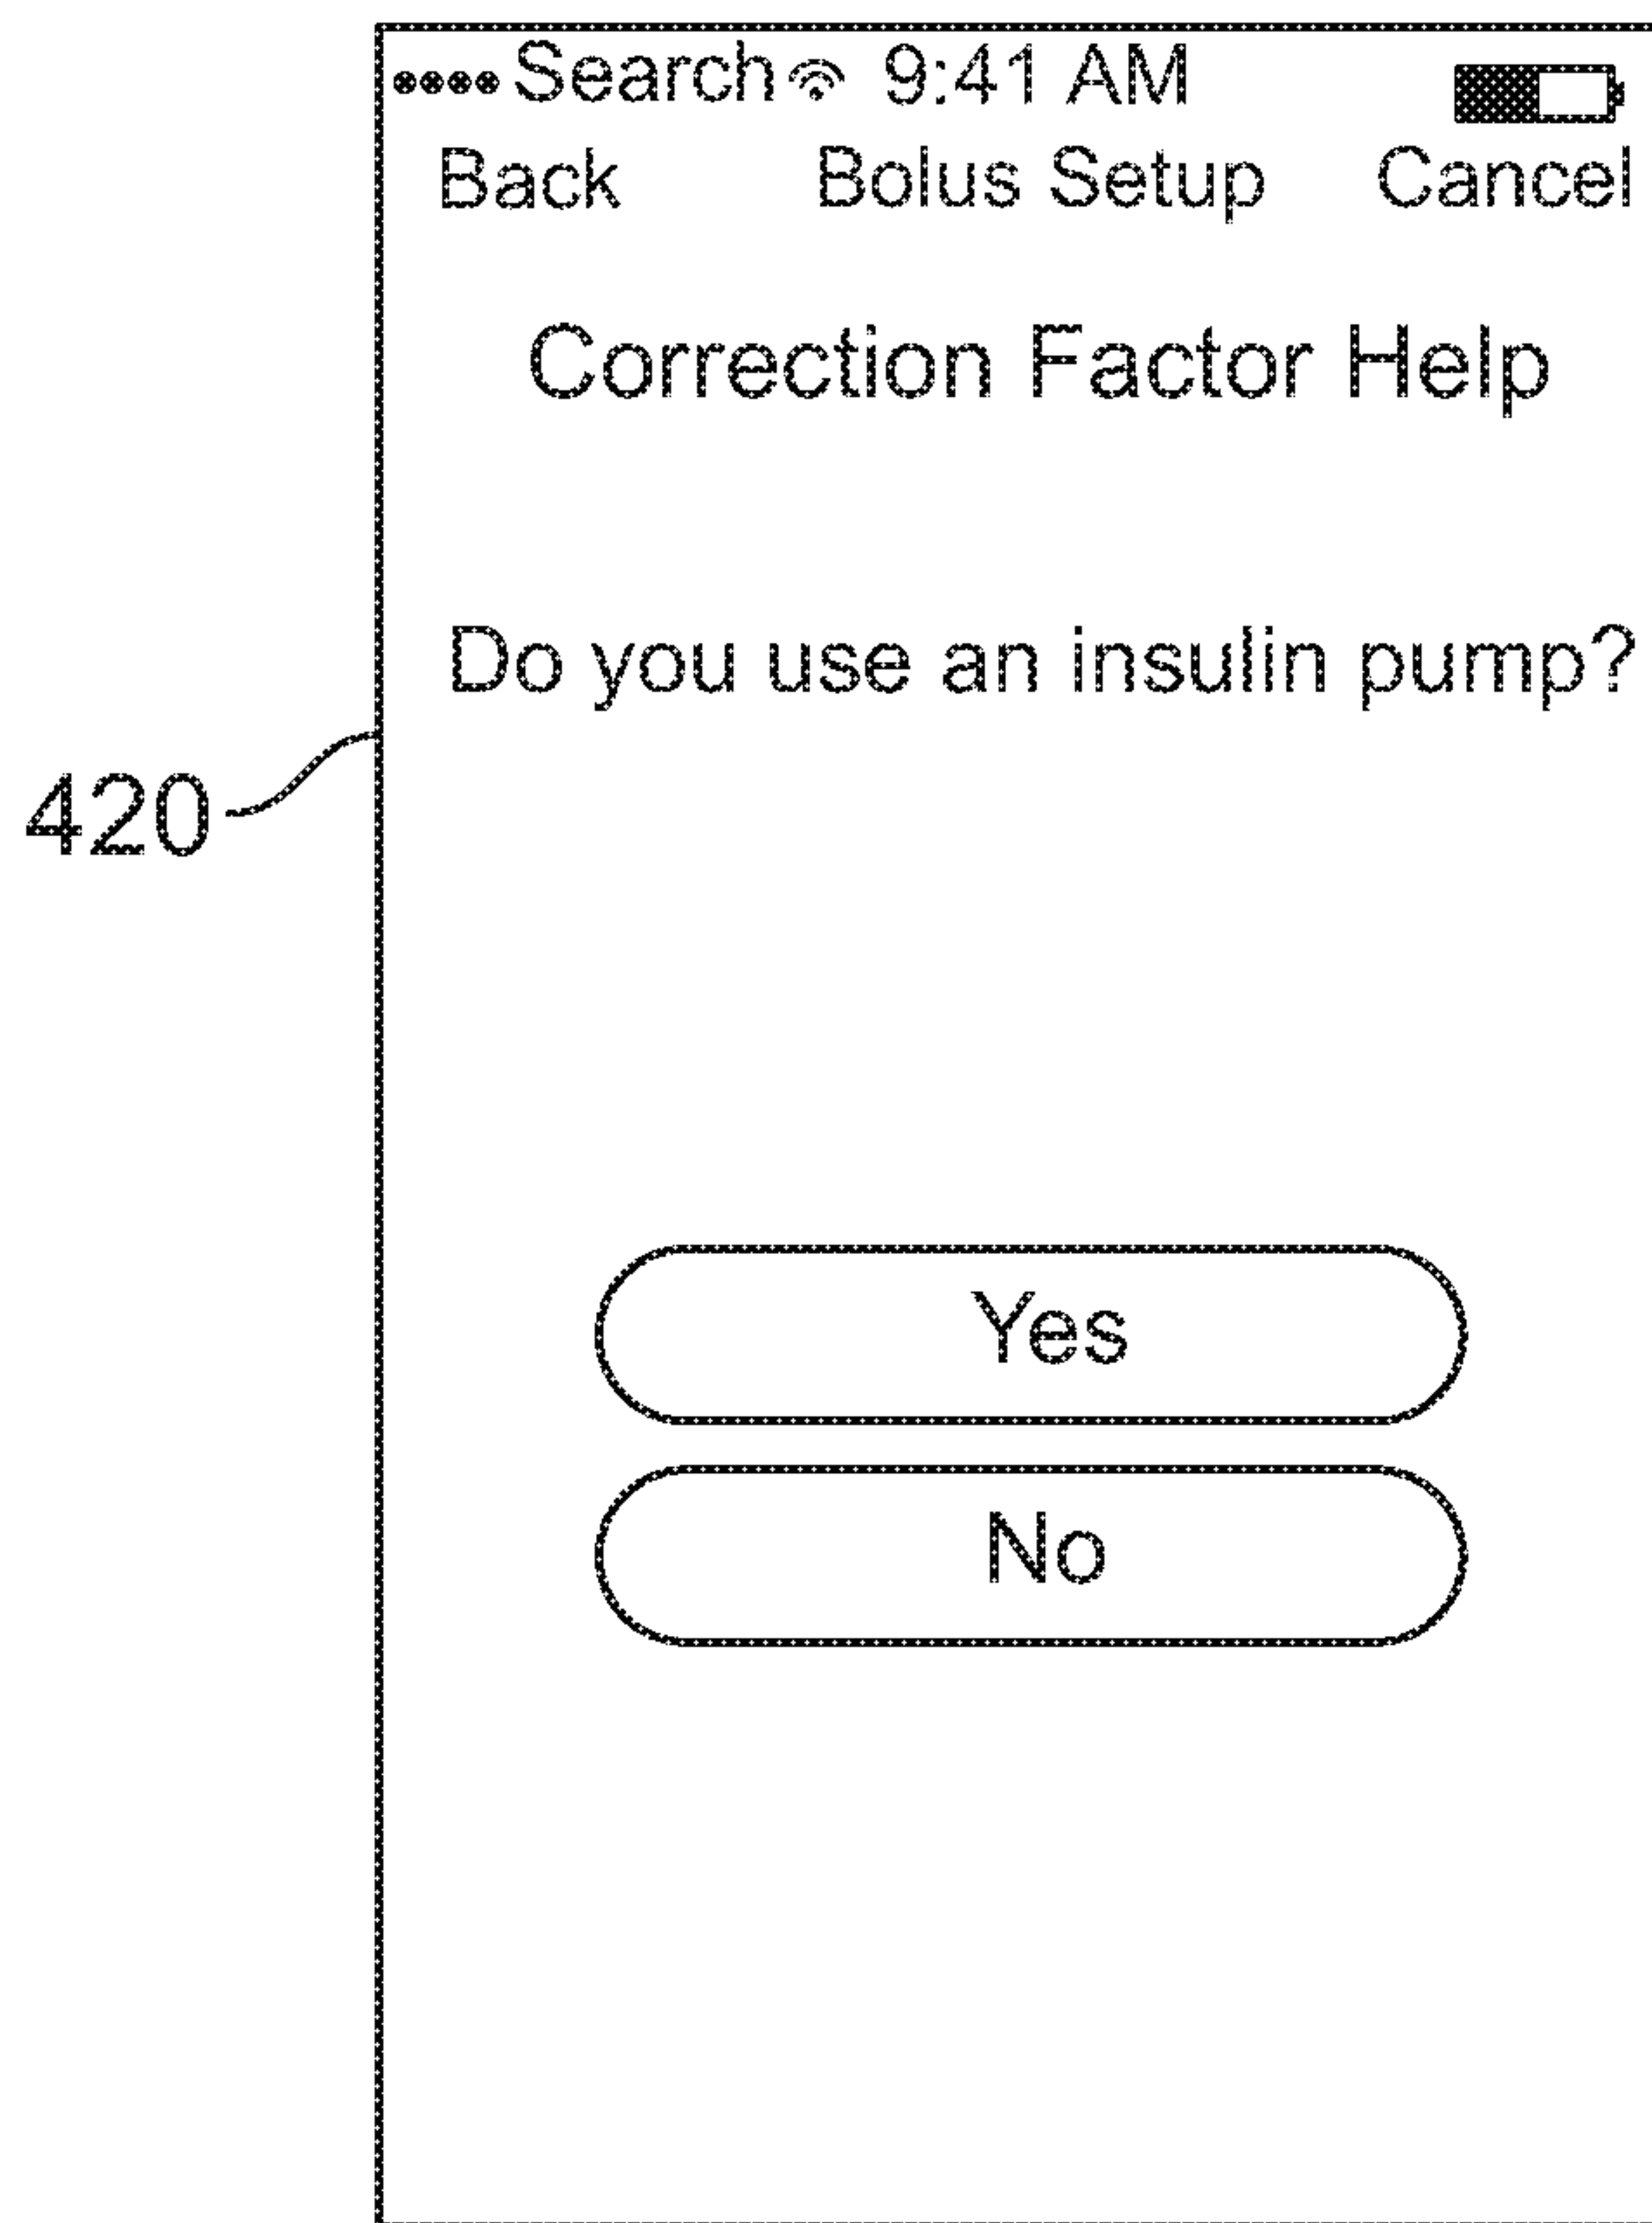 Search 9:41 AM
Back Bolus Setup Cancel
Correction Factor Help
Do you use an insulin pump?
420
Yes
No